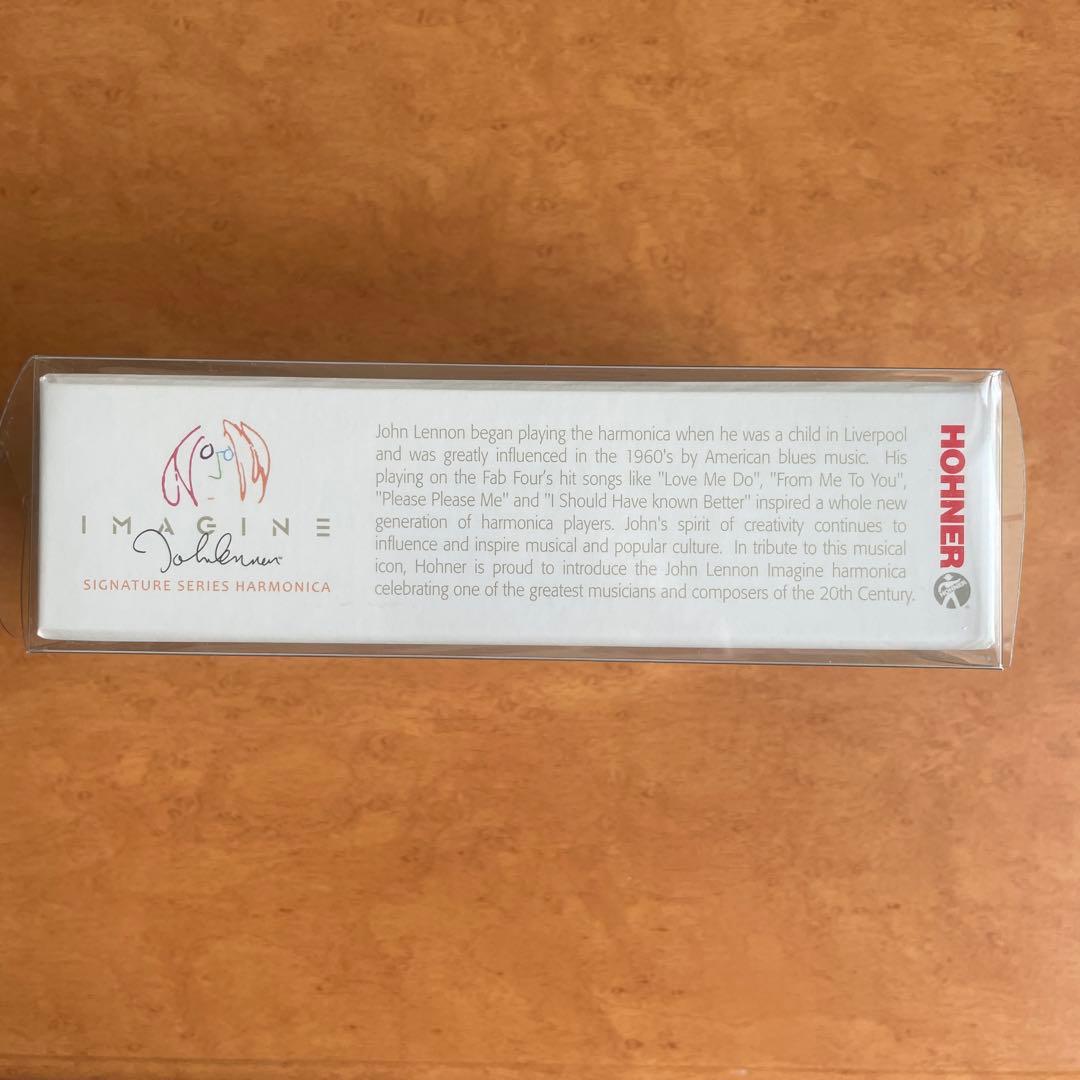 IMAGINE
John Lennon™
SIGNATURE SERIES HARMONICA
John Lennon began playing the harmonica when he was a child in Liverpool
and was greatly influenced in the 1960's by American blues music. His
playing on the Fab Four's hit songs like "Love Me Do", "From Me To You",
"Please Please Me" and "I Should Have known Better" inspired a whole new
generation of harmonica players. John's spirit of creativity continues to
influence and inspire musical and popular culture. In tribute to this musical
icon, Hohner is proud to introduce the John Lennon Imagine harmonica
celebrating one of the greatest musicians and composers of the 20th Century.
HOHNER